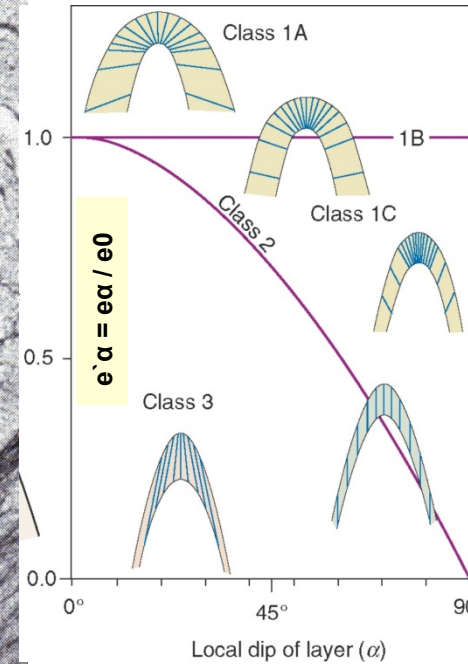 Class 1A
1.0
1B
Class 1C
Class 2
e`α = eα / e0
0.5
Class 3
0.0
0°
45°
90
Local dip of layer (α)